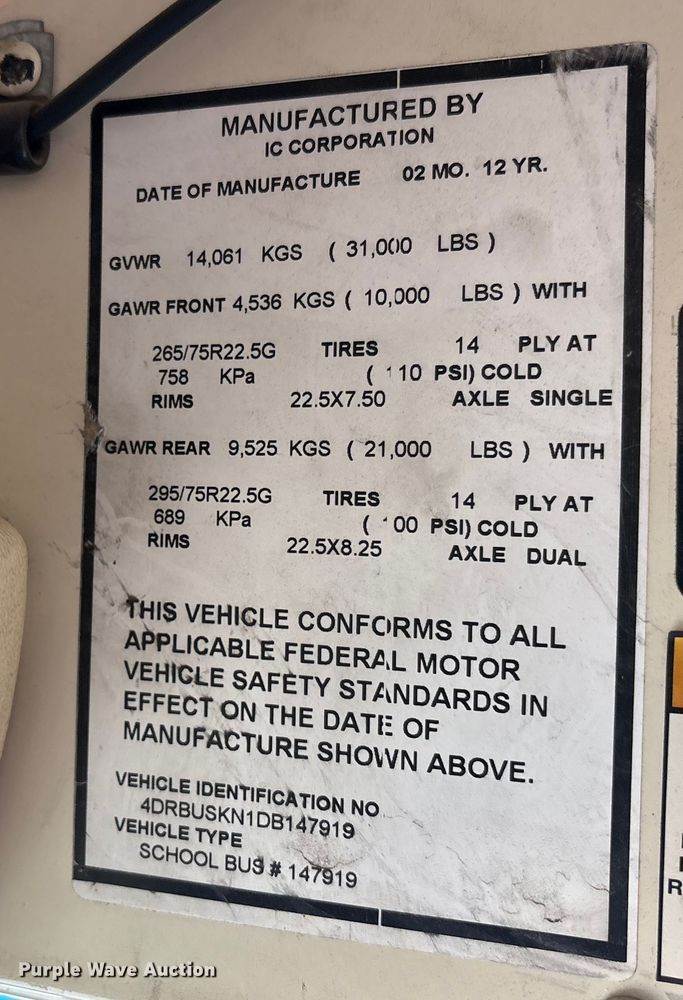 MANUFACTURED BY
IC CORPORATION
DATE OF MANUFACTURE 02 MO. 12 YR.
GVWR 14,061 KGS ( 31,000 LBS )
GAWR FRONT 4,536 KGS ( 10,000 LBS ) WITH
265/75R22.5G TIRES 14 PLY AT
758 KPa ( 110 PSI) COLD
RIMS 22.5X7.50 AXLE SINGLE
GAWR REAR 9,525 KGS ( 21,000 LBS ) WITH
295/75R22.5G TIRES 14 PLY AT
689 KPa ( 100 PSI) COLD
RIMS 22.5X8.25 AXLE DUAL
THIS VEHICLE CONFORMS TO ALL
APPLICABLE FEDERAL MOTOR
VEHICLE SAFETY STANDARDS IN
EFFECT ON THE DATE OF
MANUFACTURE SHOWN ABOVE.
VEHICLE IDENTIFICATION NO
4DRBUSKN1DB147919
VEHICLE TYPE
SCHOOL BUS # 147919
Purple Wave Auction